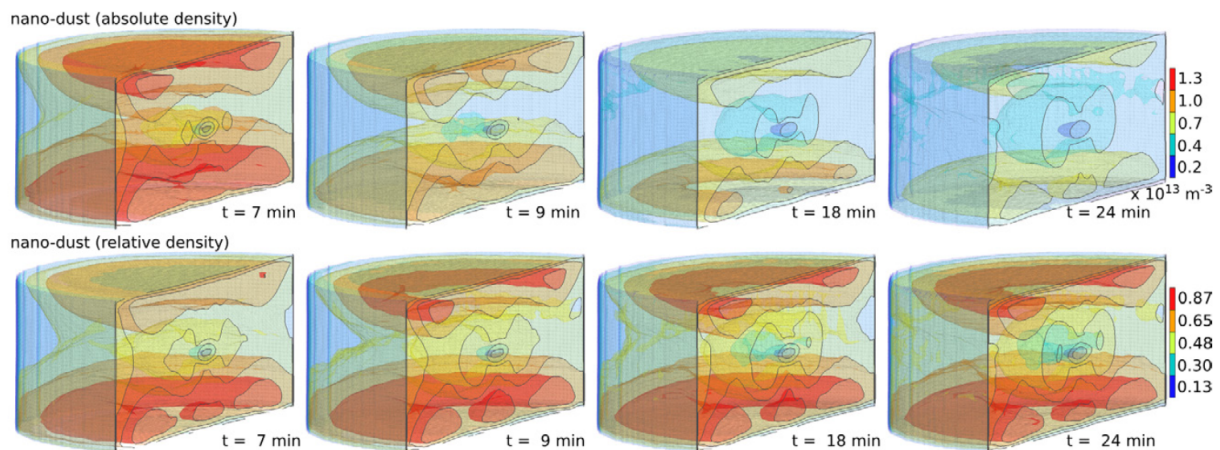 nano-dust (absolute density)
t = 7 min
t = 9 min
t = 18 min
t = 24 min
1.3
1.0
0.7
0.4
0.2
x 10¹³ m⁻³
nano-dust (relative density)
t = 7 min
t = 9 min
t = 18 min
t = 24 min
0.87
0.65
0.48
0.30
0.13